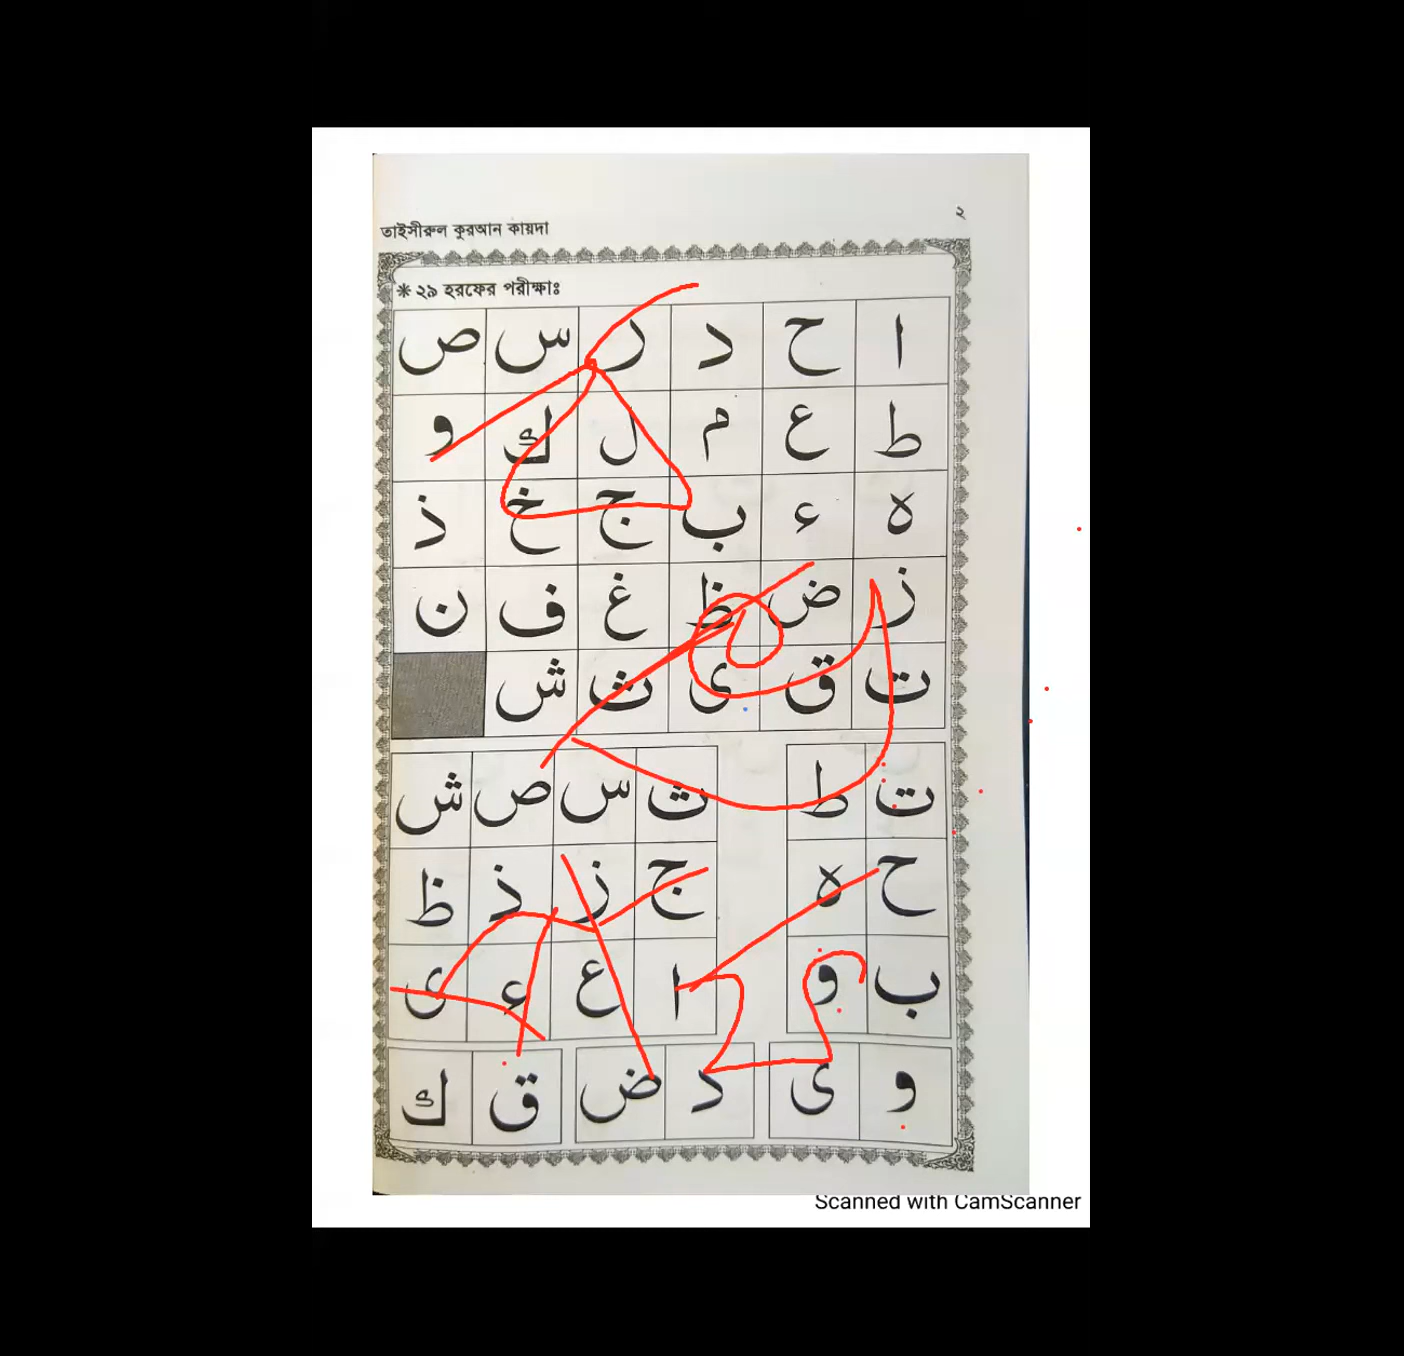 ২
তাইসীরুল কুরআন কায়দা
* ২৯ হরফের পরীক্ষাঃ
ا ح د ر س ص
ط ع م ل ك و
ه ء ب ج خ ذ
ز ض ظ غ ف ن
ت ق ى ث ش
ت ط ث س ص ش
ح ه ج ز ذ ظ
ب و ا ع ء ى
و ى د ض ق ك
Scanned with CamScanner